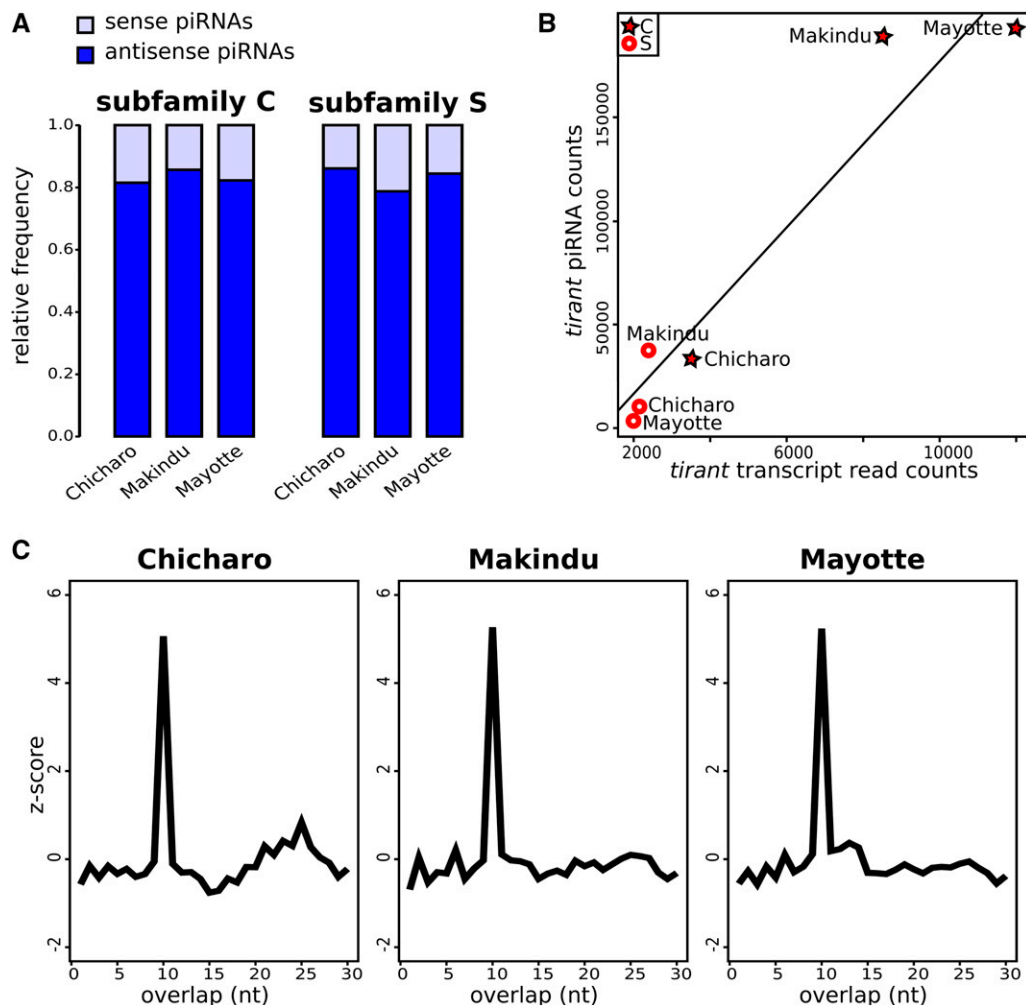 A
sense piRNAs
antisense piRNAs
subfamily C
subfamily S
relative frequency
1.0
0.8
0.6
0.4
0.2
0.0
Chicharo
Makindu
Mayotte
Chicharo
Makindu
Mayotte
B
C
S
Makindu
Mayotte
Makindu
Chicharo
Chicharo
Mayotte
tirant piRNA counts
150000
100000
50000
0
2000
6000
10000
tirant transcript read counts
C
Chicharo
Makindu
Mayotte
z-score
6
4
2
0
-2
0 5 10 15 20 25 30
overlap (nt)
6
4
2
0
-2
0 5 10 15 20 25 30
overlap (nt)
6
4
2
0
-2
0 5 10 15 20 25 30
overlap (nt)